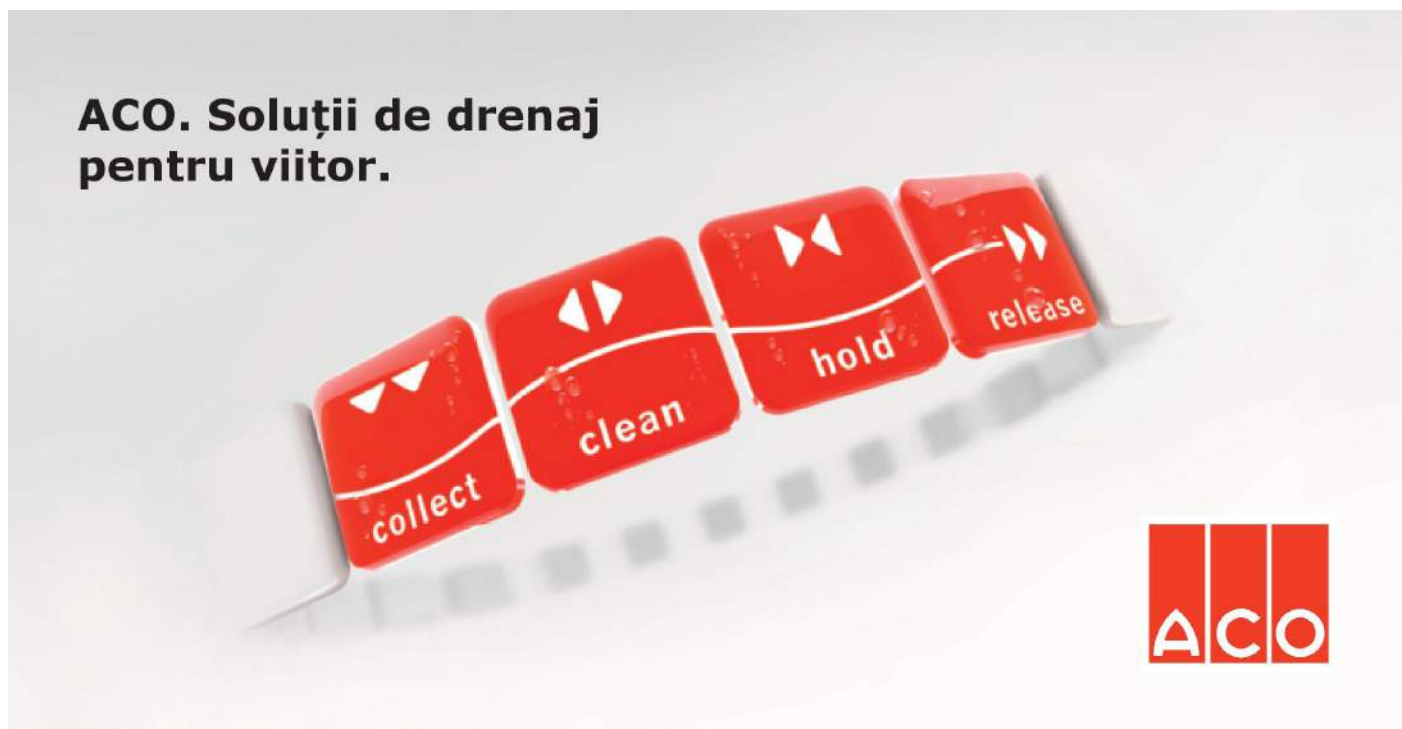 ACO. Soluții de drenaj
pentru viitor.
collect
clean
hold
release
ACO